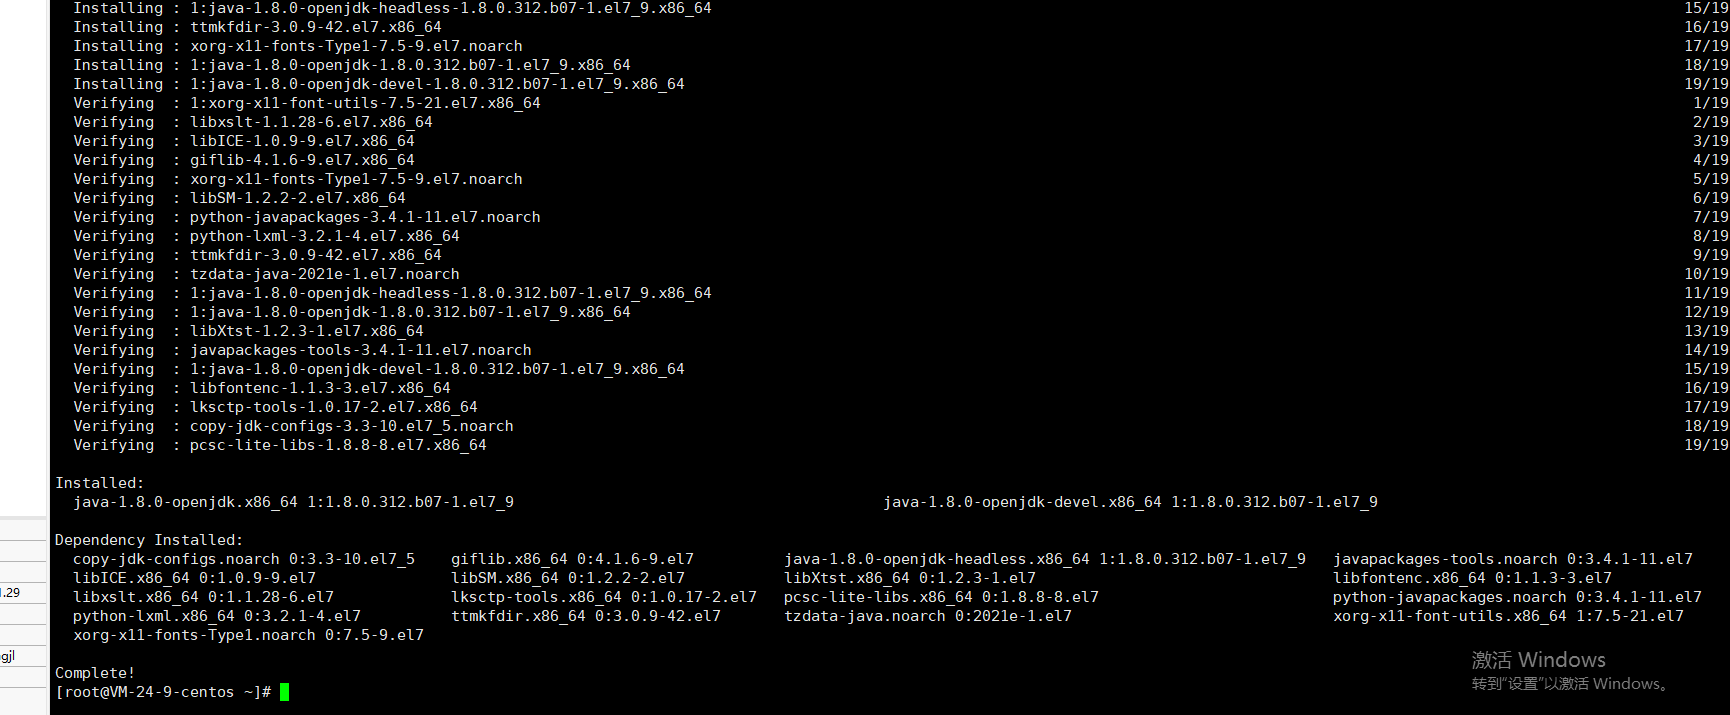 Installing : 1:java-1.8.0-openjdk-headless-1.8.0.312.b07-1.el7_9.x86_64 15/19
Installing : ttmkfdir-3.0.9-42.el7.x86_64 16/19
Installing : xorg-x11-fonts-Type1-7.5-9.el7.noarch 17/19
Installing : 1:java-1.8.0-openjdk-1.8.0.312.b07-1.el7_9.x86_64 18/19
Installing : 1:java-1.8.0-openjdk-devel-1.8.0.312.b07-1.el7_9.x86_64 19/19
Verifying : 1:xorg-x11-font-utils-7.5-21.el7.x86_64 1/19
Verifying : libxslt-1.1.28-6.el7.x86_64 2/19
Verifying : libICE-1.0.9-9.el7.x86_64 3/19
Verifying : giflib-4.1.6-9.el7.x86_64 4/19
Verifying : xorg-x11-fonts-Type1-7.5-9.el7.noarch 5/19
Verifying : libSM-1.2.2-2.el7.x86_64 6/19
Verifying : python-javapackages-3.4.1-11.el7.noarch 7/19
Verifying : python-lxml-3.2.1-4.el7.x86_64 8/19
Verifying : ttmkfdir-3.0.9-42.el7.x86_64 9/19
Verifying : tzdata-java-2021e-1.el7.noarch 10/19
Verifying : 1:java-1.8.0-openjdk-headless-1.8.0.312.b07-1.el7_9.x86_64 11/19
Verifying : 1:java-1.8.0-openjdk-1.8.0.312.b07-1.el7_9.x86_64 12/19
Verifying : libXtst-1.2.3-1.el7.x86_64 13/19
Verifying : javapackages-tools-3.4.1-11.el7.noarch 14/19
Verifying : 1:java-1.8.0-openjdk-devel-1.8.0.312.b07-1.el7_9.x86_64 15/19
Verifying : libfontenc-1.1.3-3.el7.x86_64 16/19
Verifying : lksctp-tools-1.0.17-2.el7.x86_64 17/19
Verifying : copy-jdk-configs-3.3-10.el7_5.noarch 18/19
Verifying : pcsc-lite-libs-1.8.8-8.el7.x86_64 19/19
Installed:
java-1.8.0-openjdk.x86_64 1:1.8.0.312.b07-1.el7_9 java-1.8.0-openjdk-devel.x86_64 1:1.8.0.312.b07-1.el7_9
Dependency Installed:
copy-jdk-configs.noarch 0:3.3-10.el7_5 giflib.x86_64 0:4.1.6-9.el7 java-1.8.0-openjdk-headless.x86_64 1:1.8.0.312.b07-1.el7_9 javapackages-tools.noarch 0:3.4.1-11.el7
libICE.x86_64 0:1.0.9-9.el7 libSM.x86_64 0:1.2.2-2.el7 libXtst.x86_64 0:1.2.3-1.el7 libfontenc.x86_64 0:1.1.3-3.el7
libxslt.x86_64 0:1.1.28-6.el7 lksctp-tools.x86_64 0:1.0.17-2.el7 pcsc-lite-libs.x86_64 0:1.8.8-8.el7 python-javapackages.noarch 0:3.4.1-11.el7
python-lxml.x86_64 0:3.2.1-4.el7 ttmkfdir.x86_64 0:3.0.9-42.el7 tzdata-java.noarch 0:2021e-1.el7 xorg-x11-font-utils.x86_64 1:7.5-21.el7
xorg-x11-fonts-Type1.noarch 0:7.5-9.el7
Complete!
[root@VM-24-9-centos ~]#
.29
gjl
激活 Windows
转到“设置”以激活 Windows。